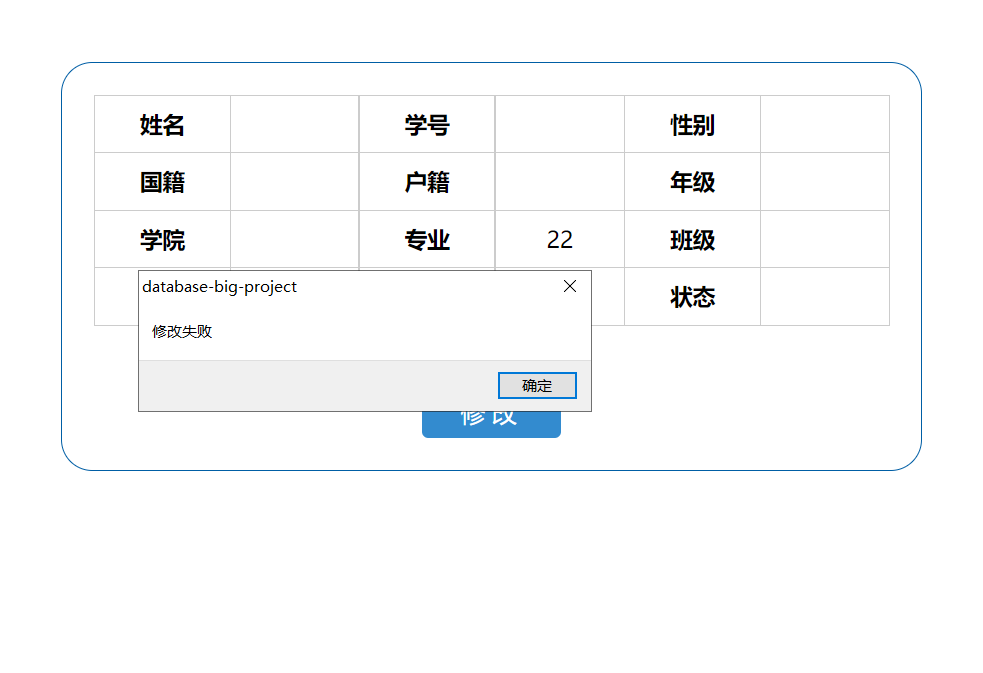 姓名 学号 性别
国籍 户籍 年级
学院 专业 22 班级
状态
database-big-project
修改失败
确定
修改